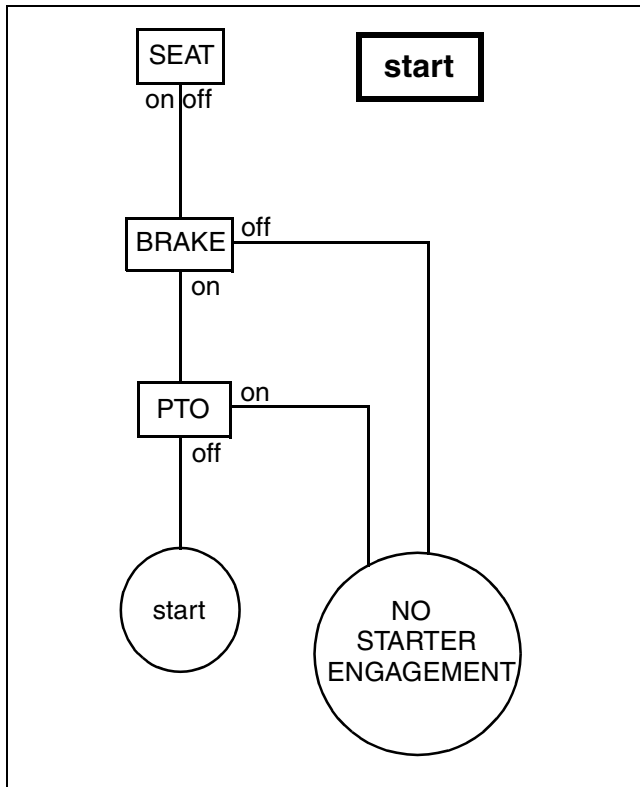 SEAT
start
on off
BRAKE
off
on
PTO
on
off
start
NO
STARTER
ENGAGEMENT